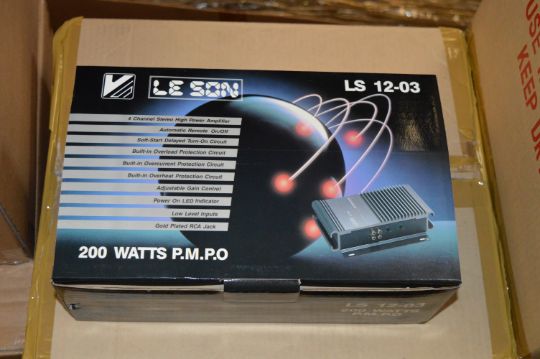 LE SON
LS 12-03
4 Channel Stereo High Power Amplifier
Automatic Remote On/Off
Soft-Start Delayed Turn-On Circuit
Built-in Overload Protection Circuit
Built-in Overcurrent Protection Circuit
Built-in Overheat Protection Circuit
Adjustable Gain Control
Power On LED Indicator
Low Level Inputs
Gold Plated RCA Jack
200 WATTS P.M.P.O
LS 12-03
200 WATTS
P.M.P.O
USE
KEEP